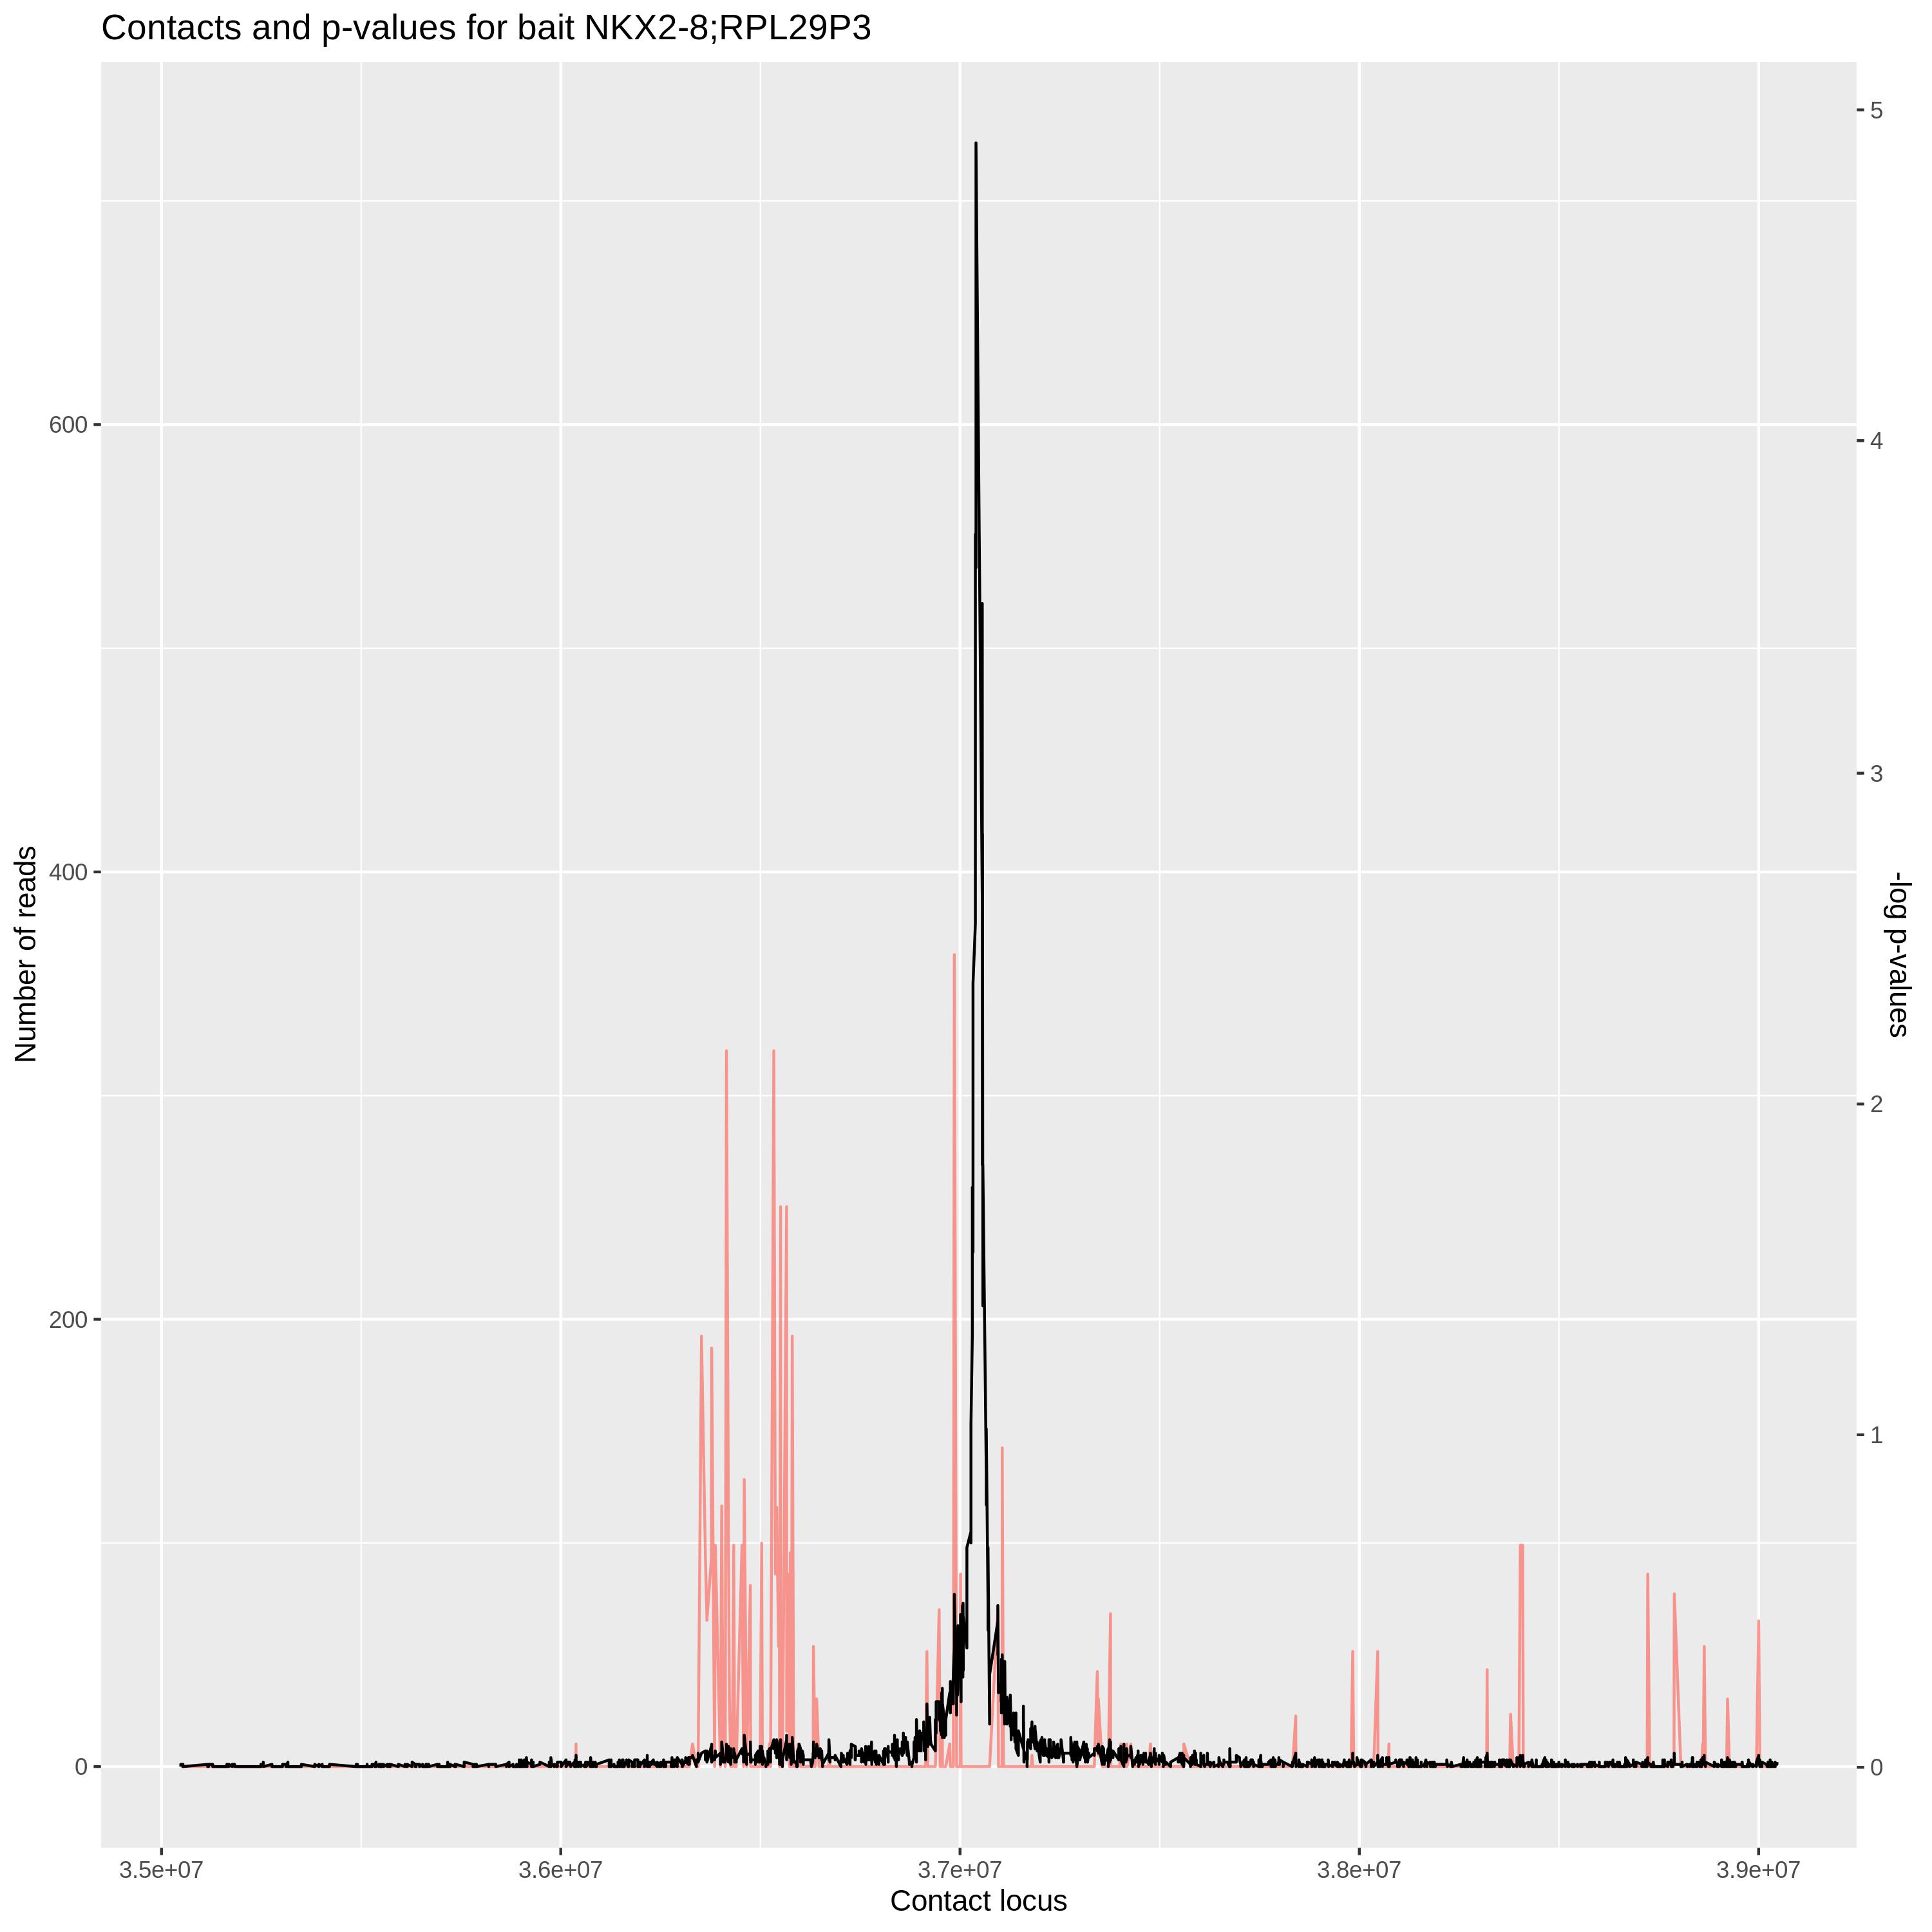 Contacts and p-values for bait NKX2-8;RPL29P3
Number of reads
600
400
200
0
5
4
3
2
1
0
-log p-values
3.5e+07
3.6e+07
3.7e+07
3.8e+07
3.9e+07
Contact locus